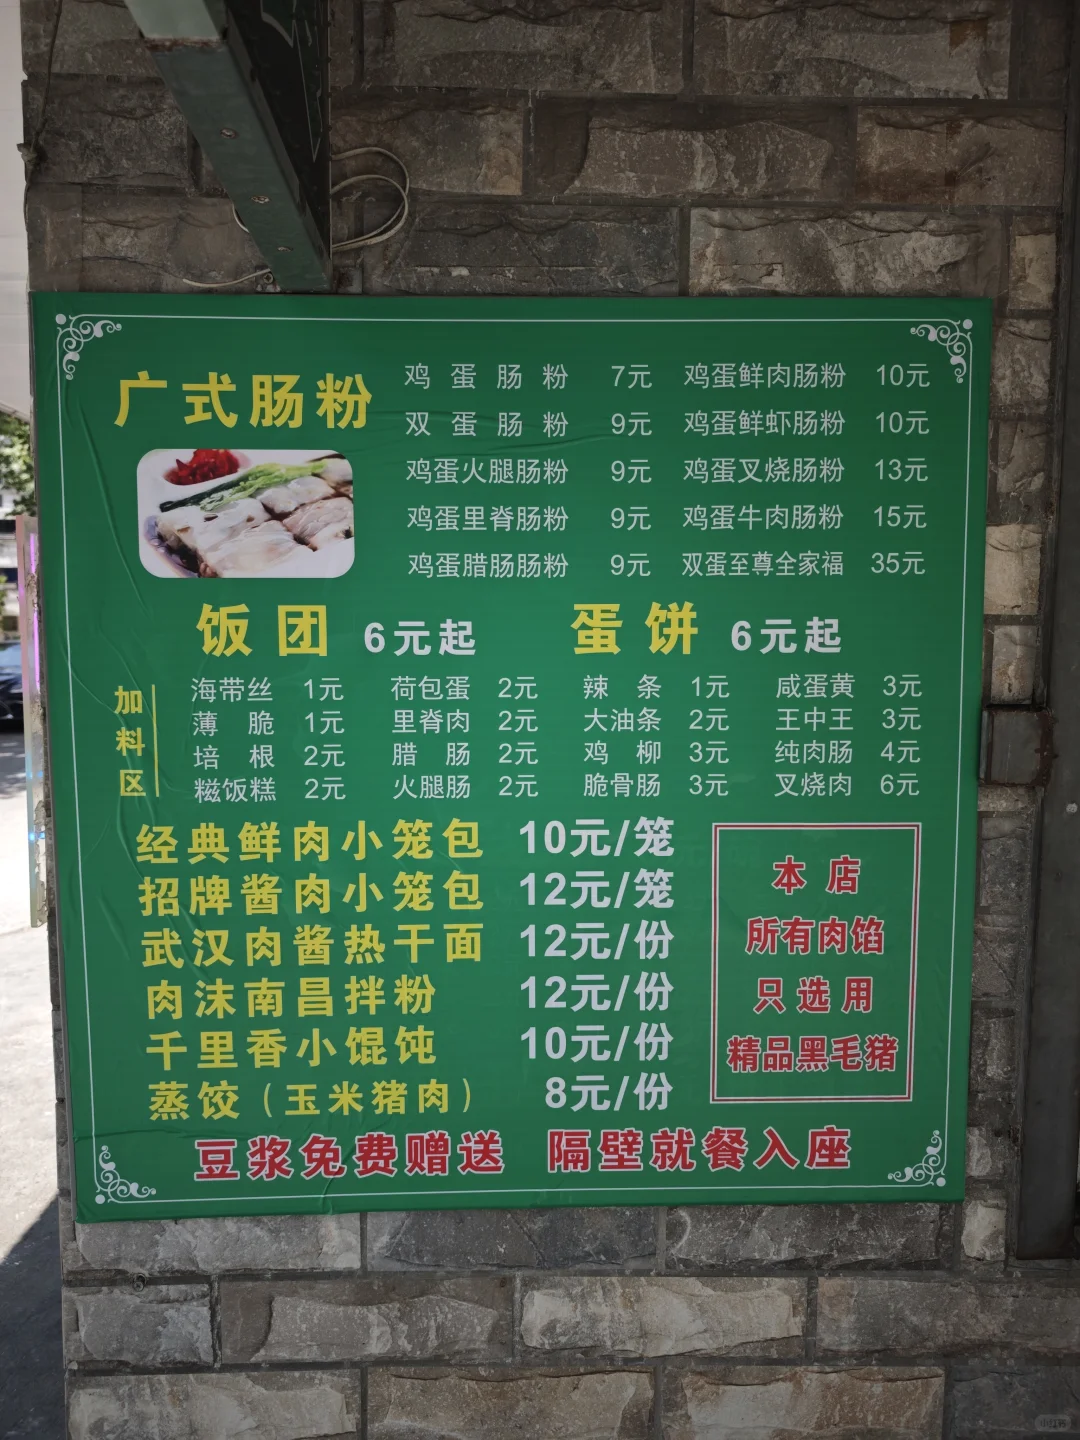 广式肠粉
鸡蛋肠粉 7元 鸡蛋鲜肉肠粉 10元
双蛋肠粉 9元 鸡蛋鲜虾肠粉 10元
鸡蛋火腿肠粉 9元 鸡蛋叉烧肠粉 13元
鸡蛋里脊肠粉 9元 鸡蛋牛肉肠粉 15元
鸡蛋腊肠肠粉 9元 双蛋至尊全家福 35元
饭团 6元起 蛋饼 6元起
加料区
海带丝 1元 荷包蛋 2元 辣条 1元 咸蛋黄 3元
薄脆 1元 里脊肉 2元 大油条 2元 王中王 3元
培根 2元 腊肠 2元 鸡柳 3元 纯肉肠 4元
糍饭糕 2元 火腿肠 2元 脆骨肠 3元 叉烧肉 6元
经典鲜肉小笼包 10元/笼
招牌酱肉小笼包 12元/笼
武汉肉酱热干面 12元/份
肉沫南昌拌粉 12元/份
千里香小馄饨 10元/份
蒸饺（玉米猪肉） 8元/份
本店
所有肉馅
只选用
精品黑毛猪
豆浆免费赠送 隔壁就餐入座
小红书